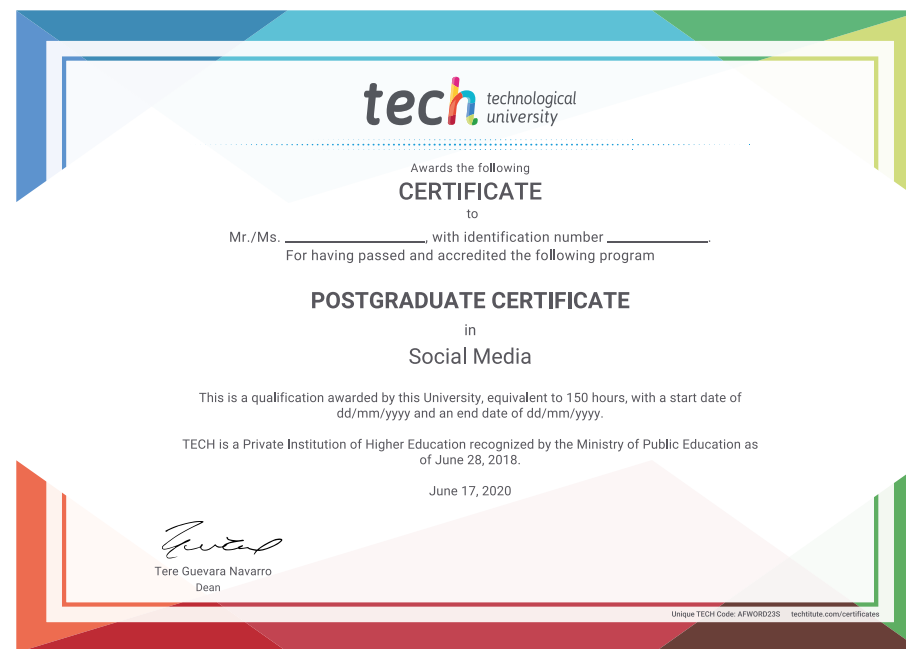 tech technological
university
Awards the following
CERTIFICATE
to
Mr./Ms. ____________________, with identification number ______________.
For having passed and accredited the following program
POSTGRADUATE CERTIFICATE
in
Social Media
This is a qualification awarded by this University, equivalent to 150 hours, with a start date of
dd/mm/yyyy and an end date of dd/mm/yyyy.
TECH is a Private Institution of Higher Education recognized by the Ministry of Public Education as
of June 28, 2018.
June 17, 2020
Tere Guevara Navarro
Dean
Unique TECH Code: AFWORD23S techtitute.com/certificates